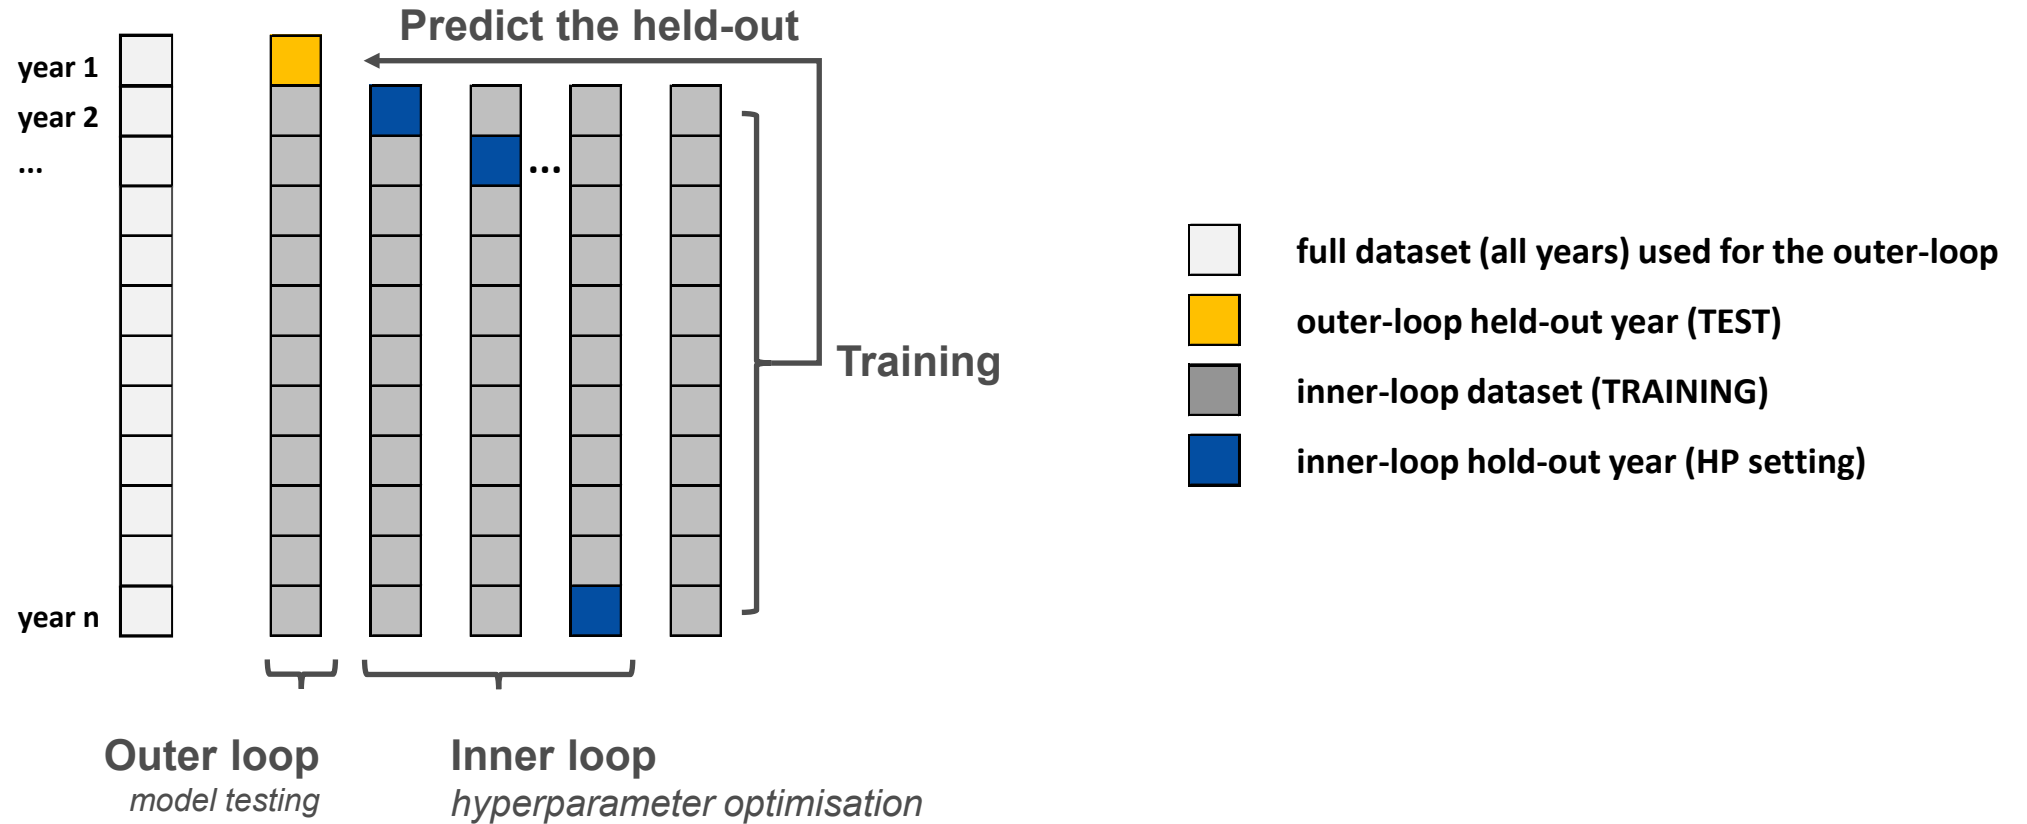 Predict the held-out
year 1
year 2
...
...
Training
year n
Outer loop
model testing
Inner loop
hyperparameter optimisation
full dataset (all years) used for the outer-loop
outer-loop held-out year (TEST)
inner-loop dataset (TRAINING)
inner-loop hold-out year (HP setting)